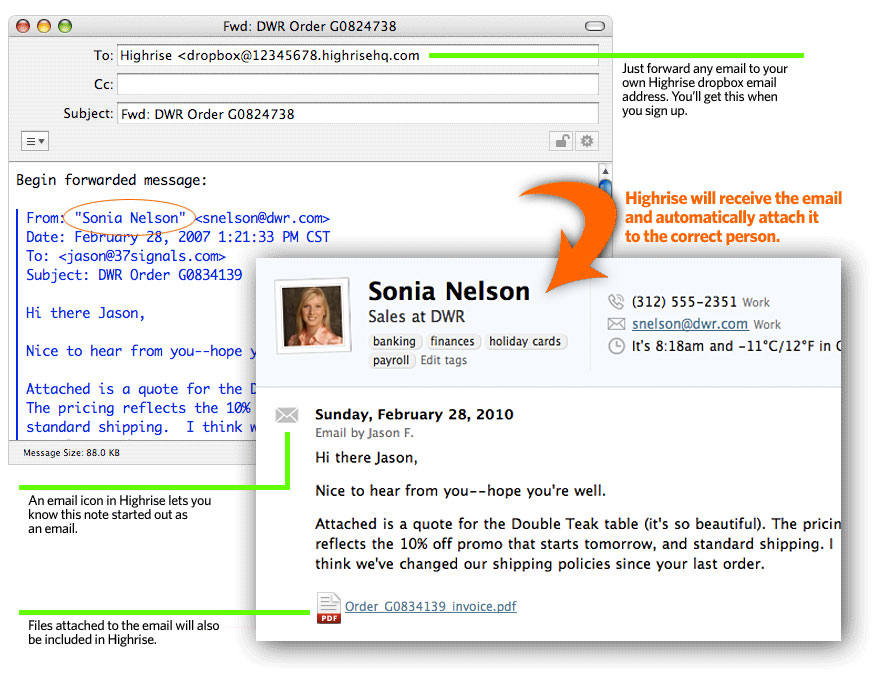 Fwd: DWR Order G0824738
To: Highrise <dropbox@12345678.highrisehq.com
Just forward any email to your
own Highrise dropbox email
address. You'll get this when
you sign up.
Cc:
Subject: Fwd: DWR Order G0824738
Begin forwarded message:
From: "Sonia Nelson" <snelson@dwr.com>
Date: February 28, 2007 1:21:33 PM CST
To: <jason@37signals.com>
Subject: DWR Order G0834139
Hi there Jason,
Nice to hear from you--hope y
Attached is a quote for the D
The pricing reflects the 10%
standard shipping. I think w
Message Size: 88.0 KB
Highrise will receive the email
and automatically attach it
to the correct person.
Sonia Nelson
Sales at DWR
banking finances holiday cards
payroll Edit tags
(312) 555-2351 Work
snelson@dwr.com Work
It's 8:18am and -11°C/12°F in C
Sunday, February 28, 2010
Email by Jason F.
Hi there Jason,
Nice to hear from you--hope you're well.
Attached is a quote for the Double Teak table (it's so beautiful). The pricin
reflects the 10% off promo that starts tomorrow, and standard shipping. I
think we've changed our shipping policies since your last order.
PDF
Order_G0834139_invoice.pdf
An email icon in Highrise lets you
know this note started out as
an email.
Files attached to the email will also
be included in Highrise.